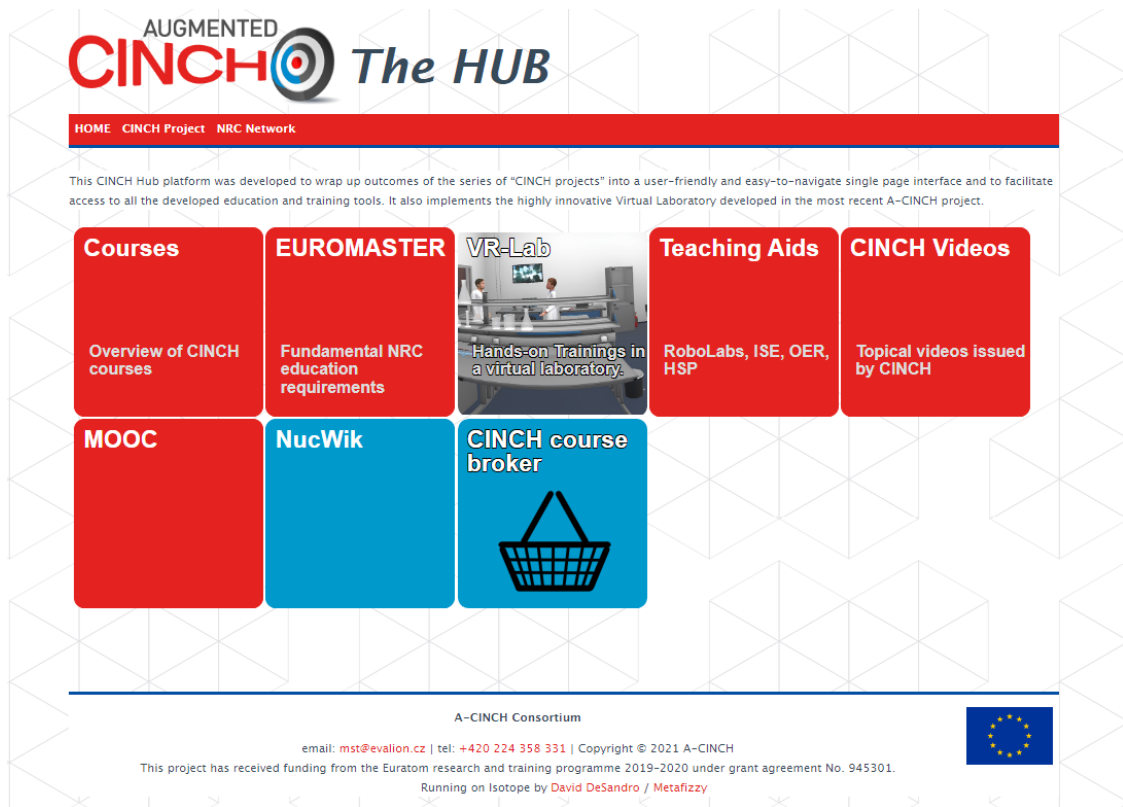 AUGMENTED
CINCH The HUB
HOME CINCH Project NRC Network
This CINCH Hub platform was developed to wrap up outcomes of the series of “CINCH projects” into a user-friendly and easy-to-navigate single page interface and to facilitate
access to all the developed education and training tools. It also implements the highly innovative Virtual Laboratory developed in the most recent A-CINCH project.
Courses
Overview of CINCH
courses
EUROMASTER
Fundamental NRC
education
requirements
VR-Lab
Hands-on Trainings in
a virtual laboratory.
Teaching Aids
RoboLabs, ISE, OER,
HSP
CINCH Videos
Topical videos issued
by CINCH
MOOC
NucWik
CINCH course
broker
A-CINCH Consortium
email: mst@evalion.cz | tel: +420 224 358 331 | Copyright © 2021 A-CINCH
This project has received funding from the Euratom research and training programme 2019-2020 under grant agreement No. 945301.
Running on Isotope by David DeSandro / Metafizzy